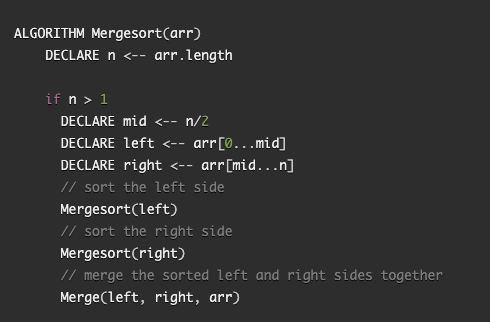 ALGORITHM Mergesort(arr)
DECLARE n <-- arr.length
if n > 1
DECLARE mid <-- n/2
DECLARE left <-- arr[0...mid]
DECLARE right <-- arr[mid...n]
// sort the left side
Mergesort(left)
// sort the right side
Mergesort(right)
// merge the sorted left and right sides together
Merge(left, right, arr)